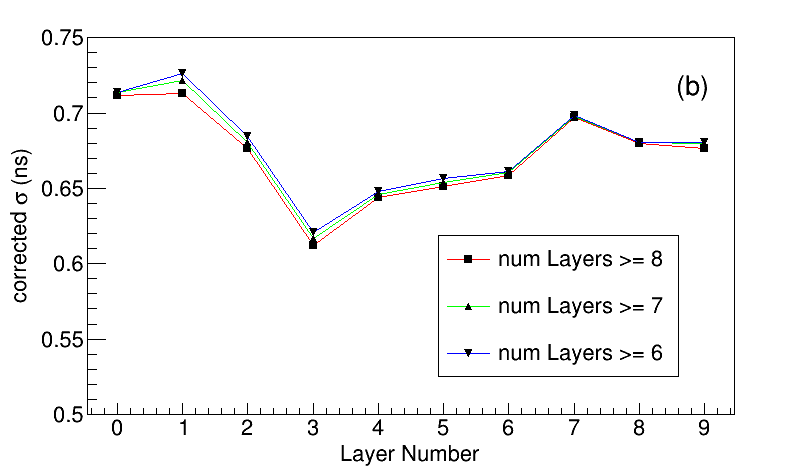 0.75
(b)
0.7
0.65
0.6
0.55
0.5
corrected σ (ns)
num Layers >= 8
num Layers >= 7
num Layers >= 6
0 1 2 3 4 5 6 7 8 9
Layer Number